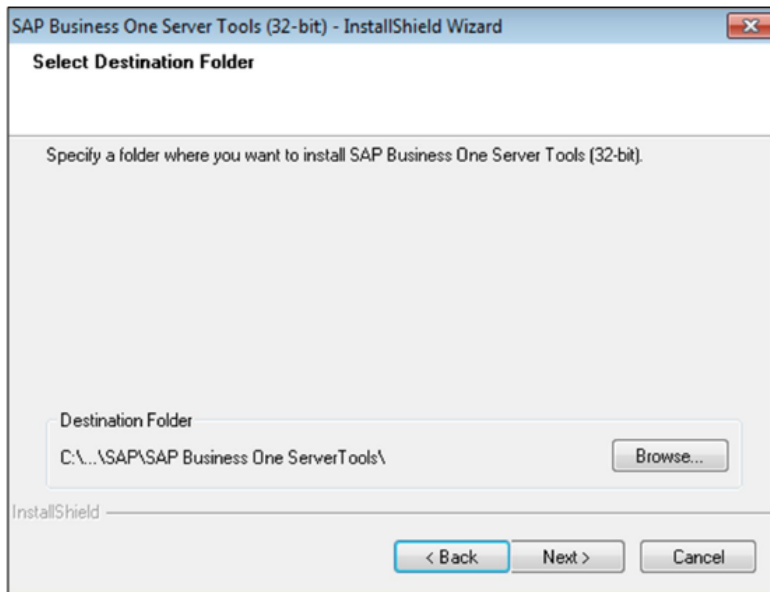 SAP Business One Server Tools (32-bit) - InstallShield Wizard
Select Destination Folder
Specify a folder where you want to install SAP Business One Server Tools (32-bit).
Destination Folder
C:\...\SAP\SAP Business One ServerTools\
Browse...
InstallShield
< Back
Next >
Cancel